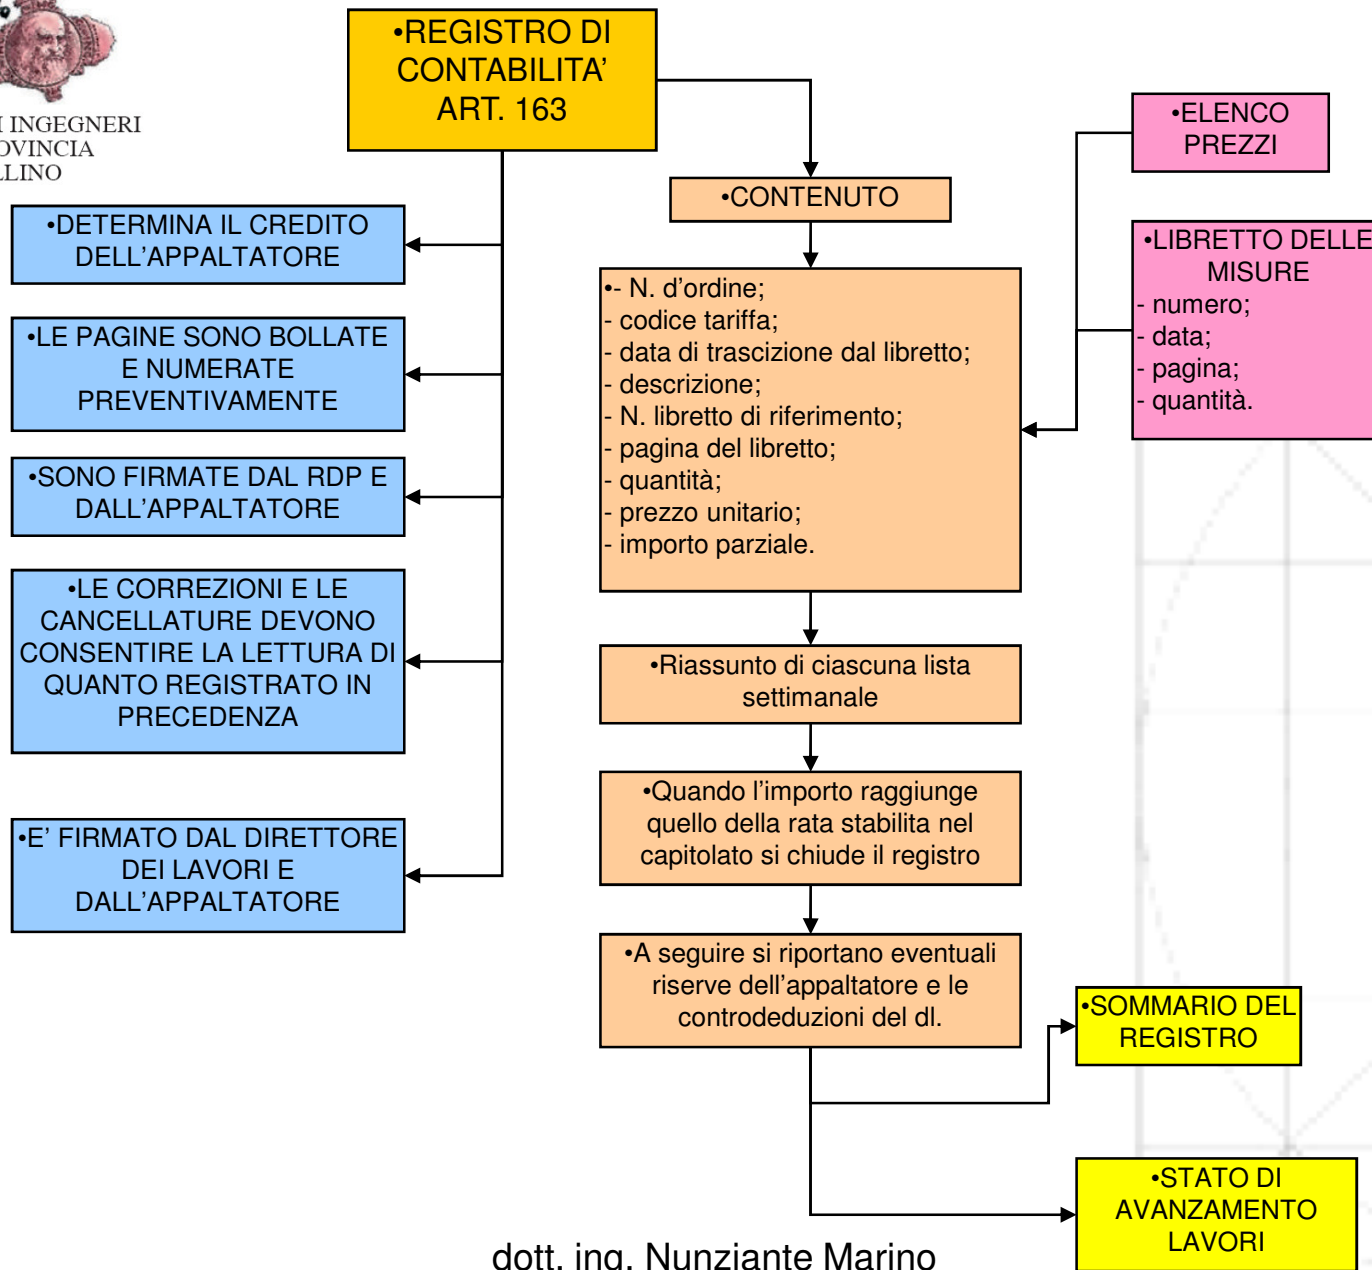 I INGEGNERI
OVINCIA
LLINO
•REGISTRO DI
CONTABILITA’
ART. 163
•DETERMINA IL CREDITO
DELL’APPALTATORE
•LE PAGINE SONO BOLLATE
E NUMERATE
PREVENTIVAMENTE
•SONO FIRMATE DAL RDP E
DALL’APPALTATORE
•LE CORREZIONI E LE
CANCELLATURE DEVONO
CONSENTIRE LA LETTURA DI
QUANTO REGISTRATO IN
PRECEDENZA
•E’ FIRMATO DAL DIRETTORE
DEI LAVORI E
DALL’APPALTATORE
•CONTENUTO
•- N. d’ordine;
- codice tariffa;
- data di trascizione dal libretto;
- descrizione;
- N. libretto di riferimento;
- pagina del libretto;
- quantità;
- prezzo unitario;
- importo parziale.
•Riassunto di ciascuna lista
settimanale
•Quando l’importo raggiunge
quello della rata stabilita nel
capitolato si chiude il registro
•A seguire si riportano eventuali
riserve dell’appaltatore e le
controdeduzioni del dl.
•ELENCO
PREZZI
•LIBRETTO DELLE
MISURE
- numero;
- data;
- pagina;
- quantità.
•SOMMARIO DEL
REGISTRO
•STATO DI
AVANZAMENTO
LAVORI
dott. ing. Nunziante Marino